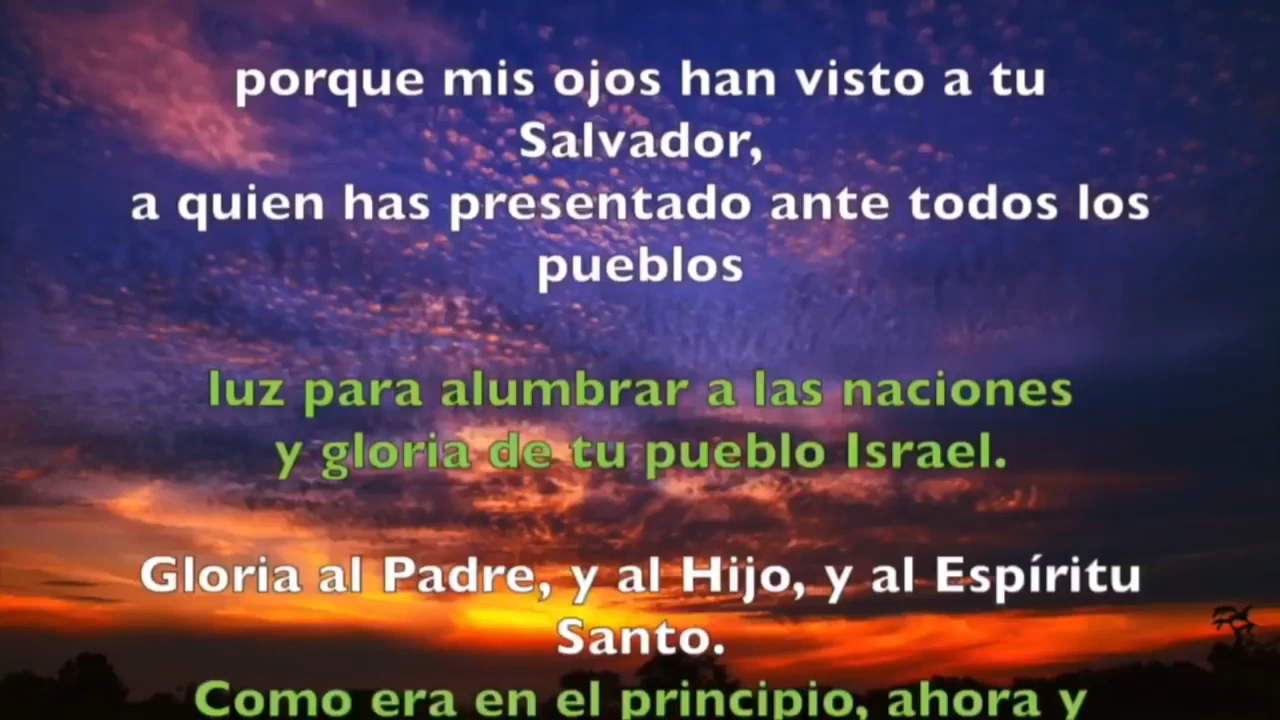 porque mis ojos han visto a tu
Salvador,
a quien has presentado ante todos los
pueblos
luz para alumbrar a las naciones
y gloria de tu pueblo Israel.
Gloria al Padre, y al Hijo, y al Espíritu
Santo.
Como era en el principio, ahora y